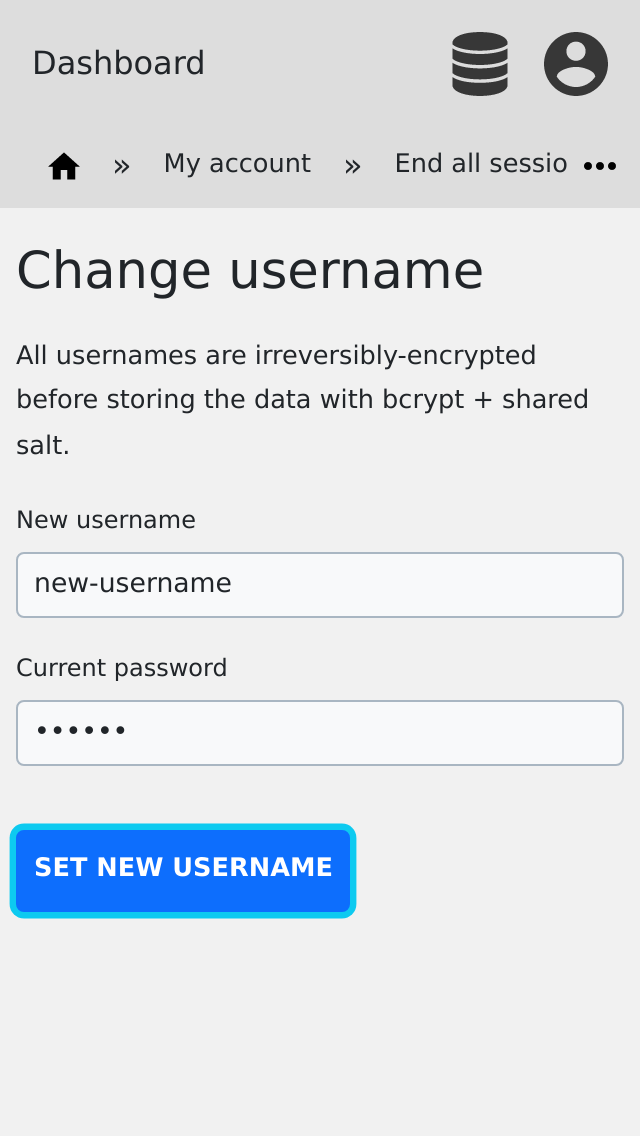 Dashboard
» My account » End all sessio •••
Change username
All usernames are irreversibly-encrypted
before storing the data with bcrypt + shared
salt.
New username
new-username
Current password
••••••
SET NEW USERNAME